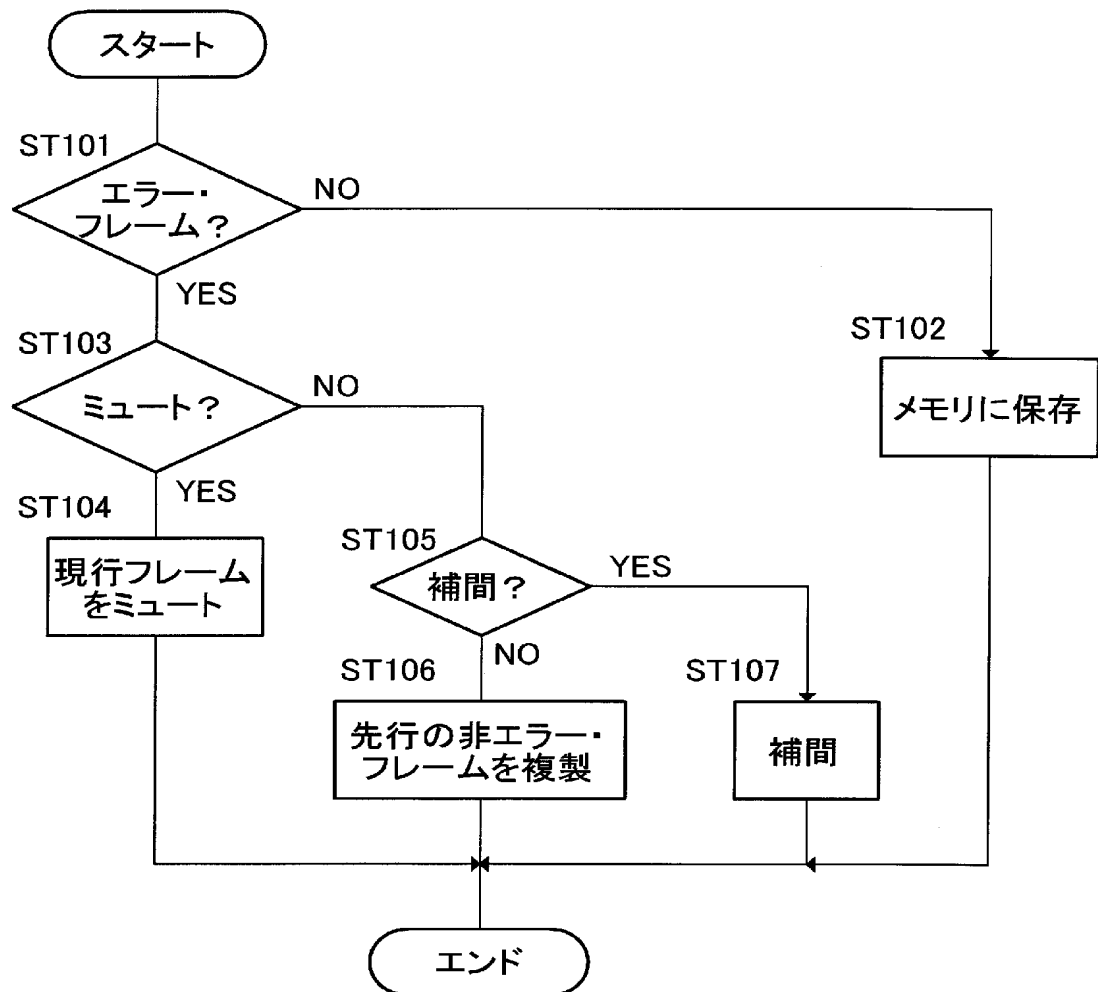 スタート
ST101
エラー・
フレーム？
NO
YES
ST103
ミュート？
NO
YES
ST102
メモリに保存
ST104
現行フレーム
をミュート
ST105
補間？
YES
NO
ST106
先行の非エラー・
フレームを複製
ST107
補間
エンド